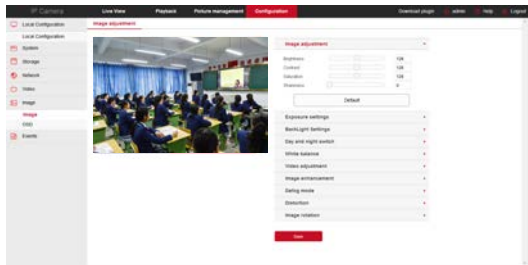 IP Camera
Live View Playback Picture management Configuration Download plugin admin Help Logout
Local Configuration
Local Configuration
System
Storage
Network
Video
Image
Image
OSD
Events
Image adjustment
Image adjustment
Brightness 128
Contrast 128
Saturation 128
Sharpness 0
Default
Exposure settings
BackLight Settings
Day and night switch
White balance
Video adjustment
Image enhancement
Defog mode
Distortion
Image rotation
Save